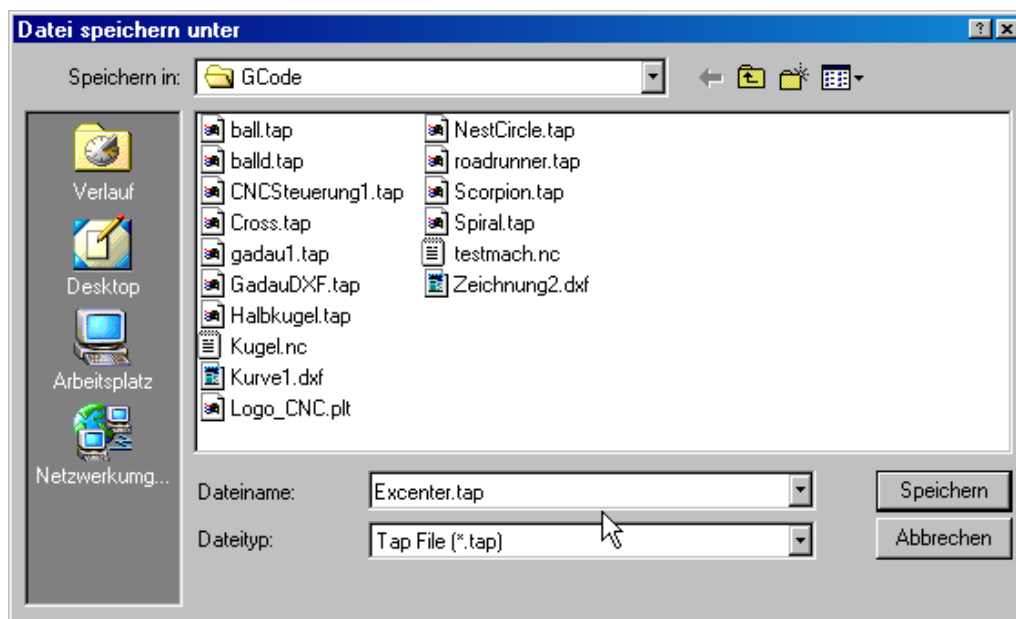 Datei speichern unter
Speichern in: GCode
Verlauf
Desktop
Arbeitsplatz
Netzwerkumg...
ball.tap
balld.tap
CNCSteuerung1.tap
Cross.tap
gadau1.tap
GadauDXF.tap
Halbkugel.tap
Kugel.nc
Kurve1.dxf
Logo_CNC.plt
NestCircle.tap
roadrunner.tap
Scorpion.tap
Spiral.tap
testmach.nc
Zeichnung2.dxf
Dateiname: Excenter.tap Speichern
Dateityp: Tap File (*.tap) Abbrechen